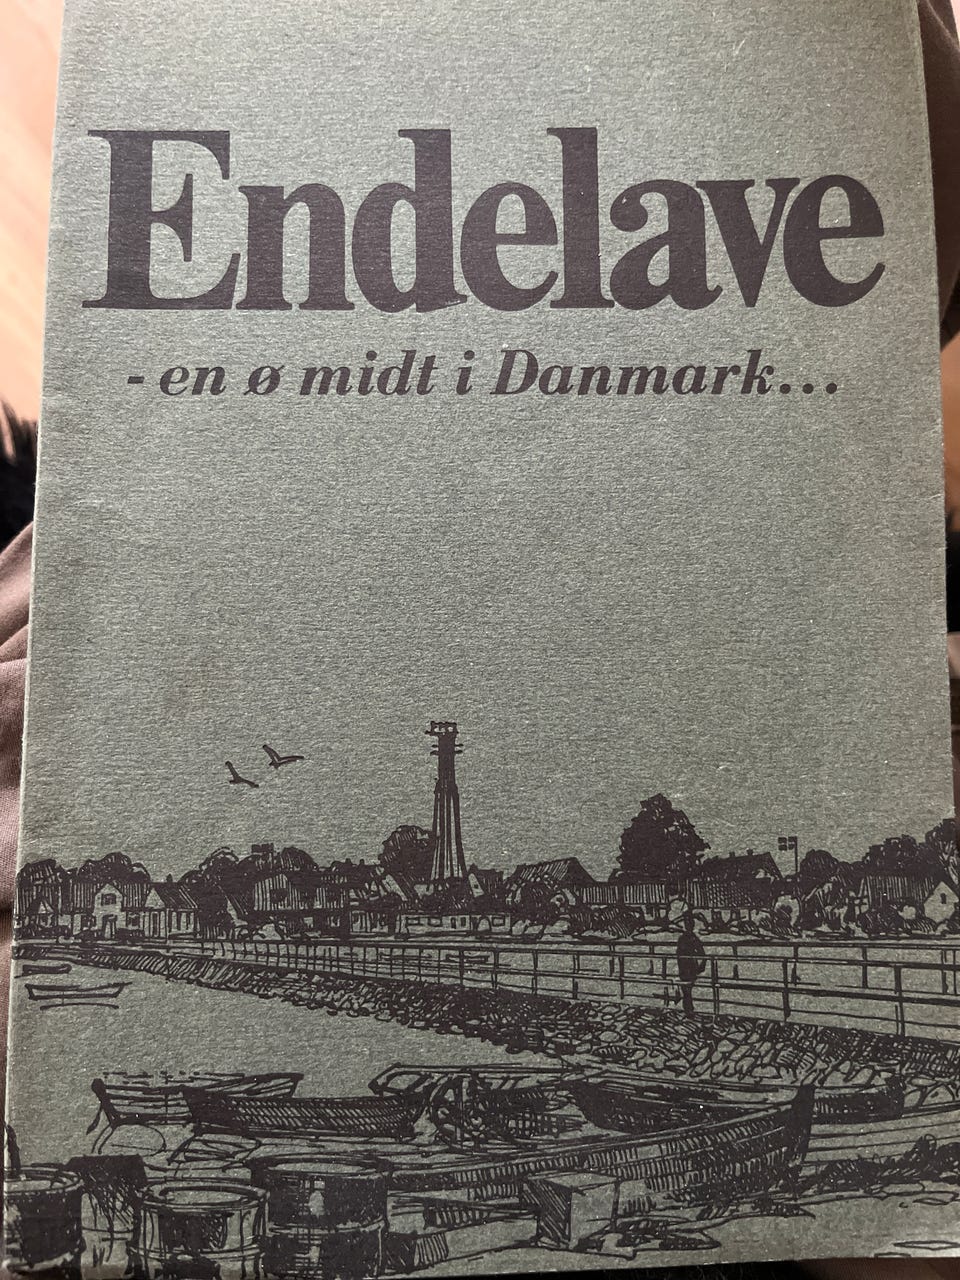 Endelave
- en ø midt i Danmark...